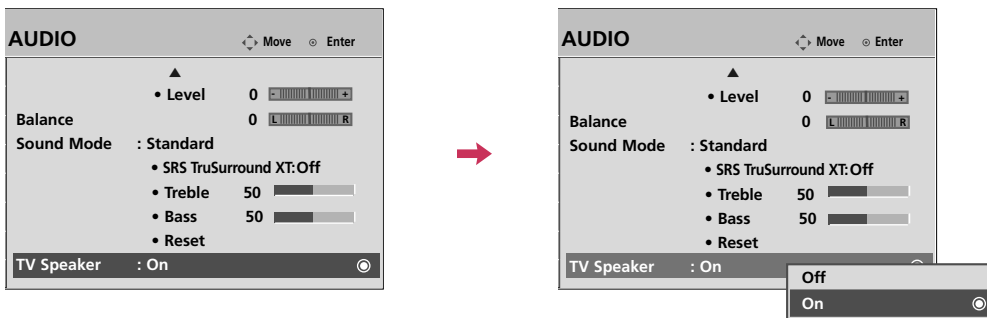 AUDIO Move Enter
• Level 0 - +
Balance 0 L R
Sound Mode : Standard
• SRS TruSurround XT: Off
• Treble 50
• Bass 50
• Reset
TV Speaker : On
AUDIO Move Enter
• Level 0 - +
Balance 0 L R
Sound Mode : Standard
• SRS TruSurround XT: Off
• Treble 50
• Bass 50
• Reset
TV Speaker : On
Off
On